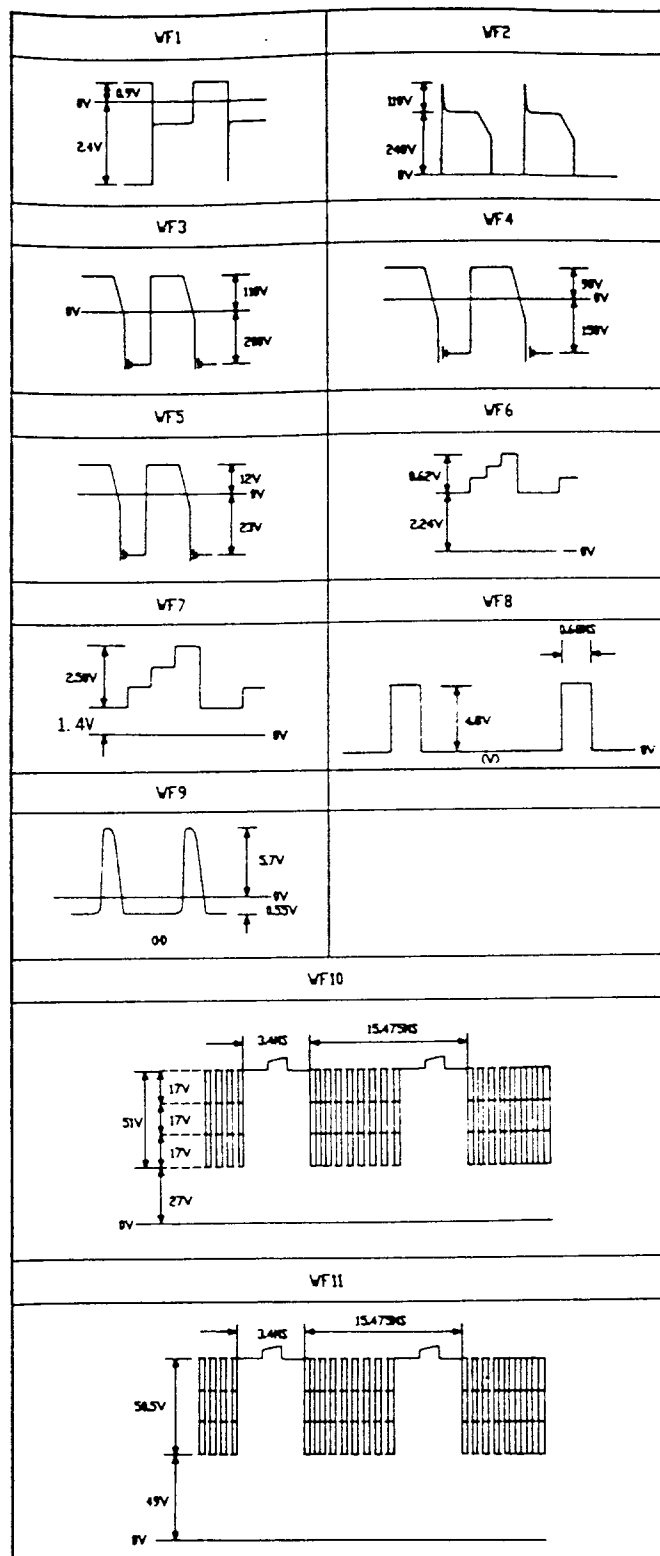 WF1
WF2
0.9V
0V
2.4V
110V
240V
0V
WF3
WF4
110V
0V
200V
90V
0V
150V
WF5
WF6
12V
0V
23V
0.62V
2.24V
0V
WF7
WF8
2.50V
1.4V
0V
0.68MS
4.8V
0V
(V)
WF9
5.7V
0V
0.55V
WF10
3.4MS
15.475MS
17V
51V
17V
17V
27V
0V
WF11
3.4MS
15.475MS
58.5V
49V
0V